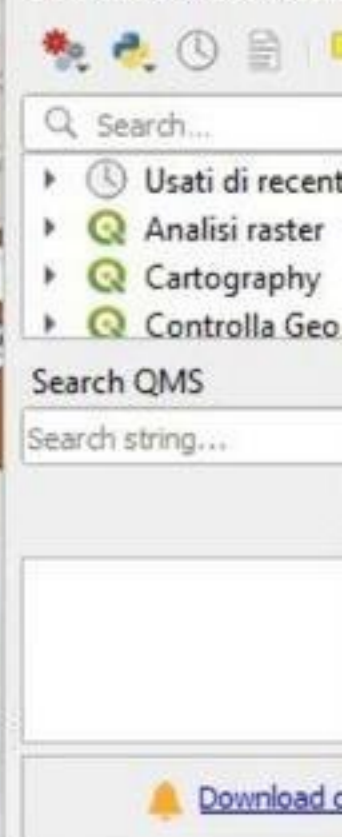 Search...
Usati di recent
Analisi raster
Cartography
Controlla Geo
Search QMS
Search string...
Download